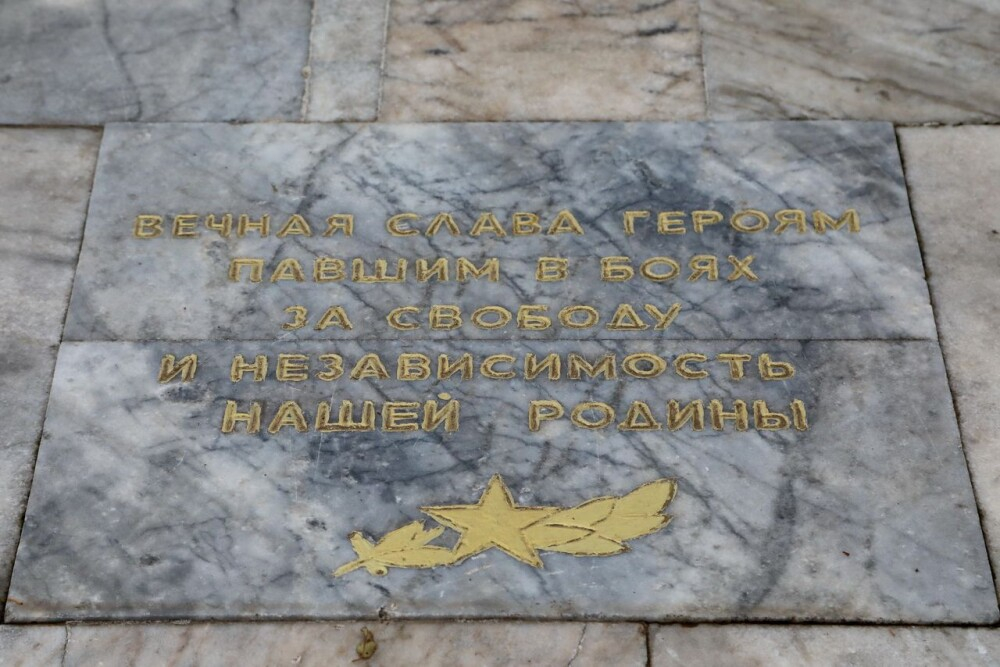 ВЕЧНАЯ СЛАВА ГЕРОЯМ
ПАВШИМ В БОЯХ
ЗА СВОБОДУ
И НЕЗАВИСИМОСТЬ
НАШЕЙ РОДИНЫ